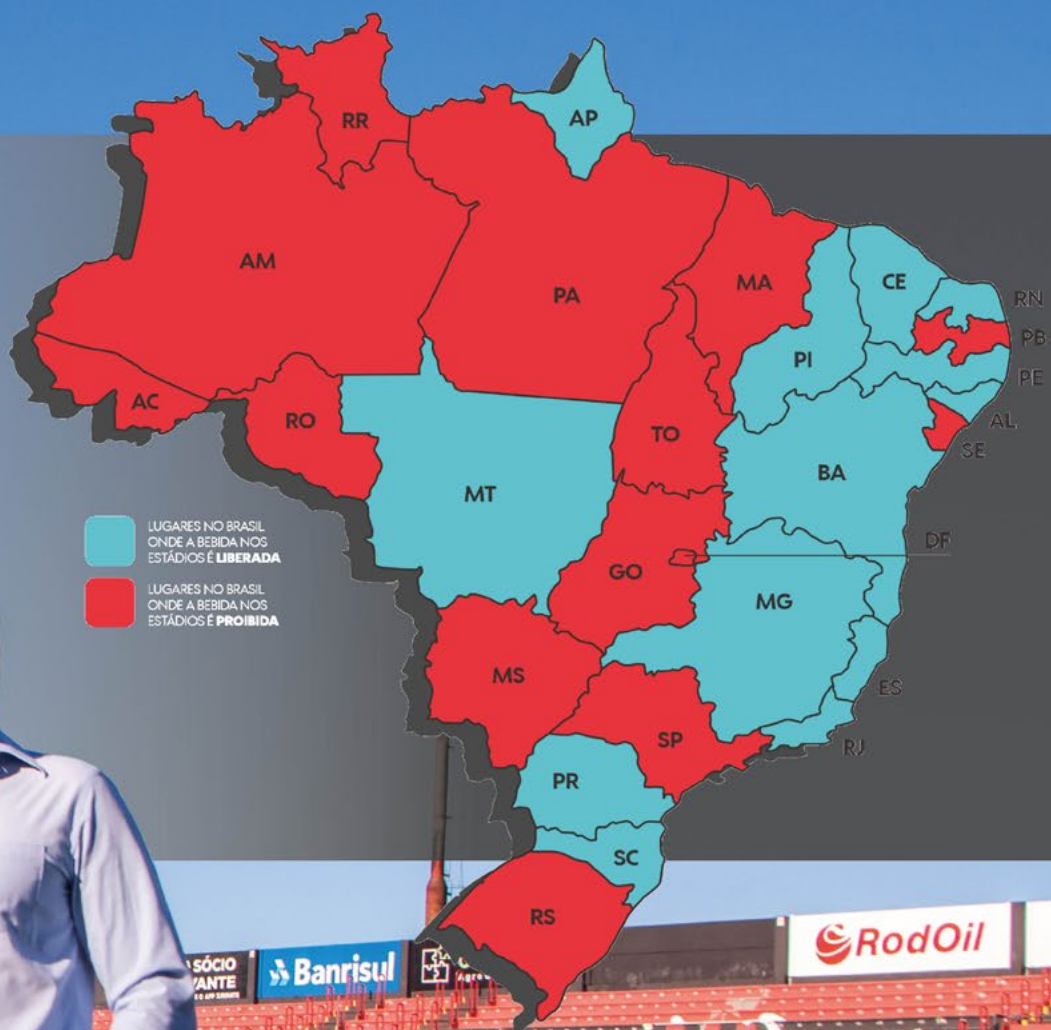 AP
RR
AM
PA
MA
CE
RN
PB
PI
PE
AC
RO
TO
AL
SE
BA
MT
DF
LUGARES NO BRASIL
ONDE A BEBIDA NOS
ESTÁDIOS É LIBERADA
GO
LUGARES NO BRASIL
ONDE A BEBIDA NOS
ESTÁDIOS É PROIBIDA
MG
MS
ES
SP
RJ
PR
SC
RS
SÓCIO
VANTE
Banrisul
RodOil